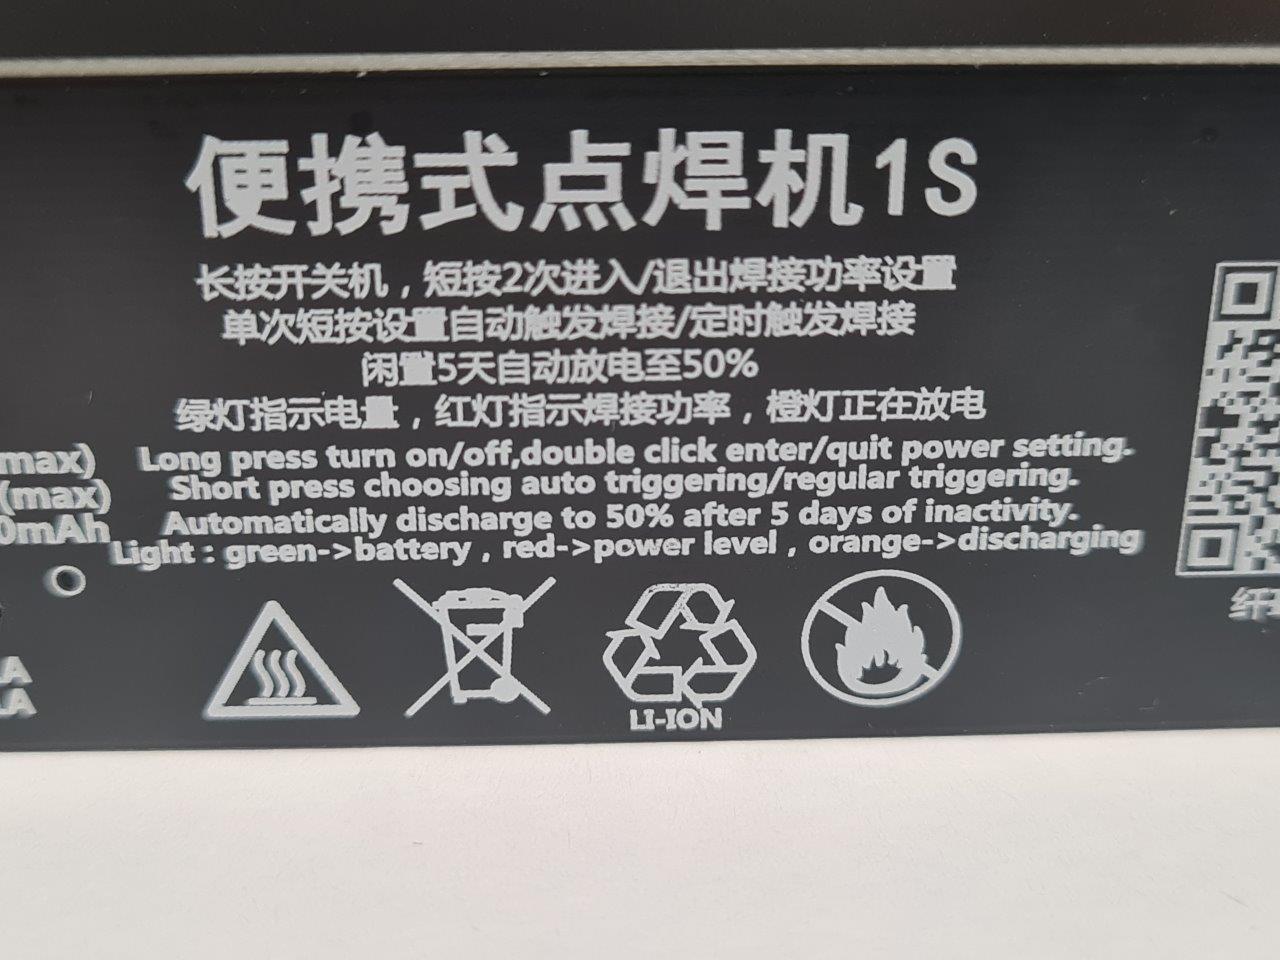 便携式点焊机1S
长按开关机，短按2次进入/退出焊接功率设置
单次短按设置自动触发焊接/定时触发焊接
闲置5天自动放电至50%
绿灯指示电量，红灯指示焊接功率，橙灯正在放电
max)
(max)
0mAh
Long press turn on/off,double click enter/quit power setting.
Short press choosing auto triggering/regular triggering.
Automatically discharge to 50% after 5 days of inactivity.
Light : green->battery , red->power level , orange->discharging
A
A
LI-ION